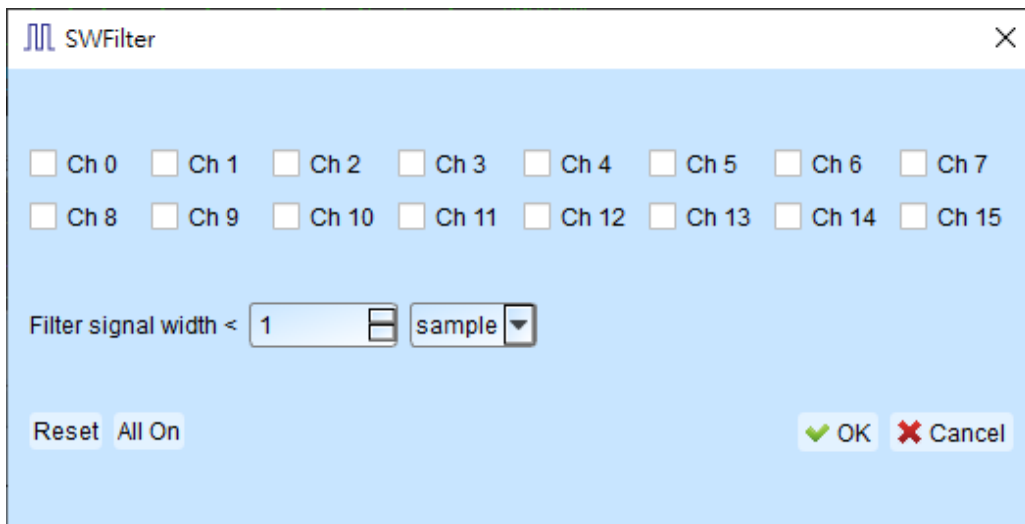 SWFilter
Ch 0 Ch 1 Ch 2 Ch 3 Ch 4 Ch 5 Ch 6 Ch 7
Ch 8 Ch 9 Ch 10 Ch 11 Ch 12 Ch 13 Ch 14 Ch 15
Filter signal width < 1 sample
Reset All On OK Cancel